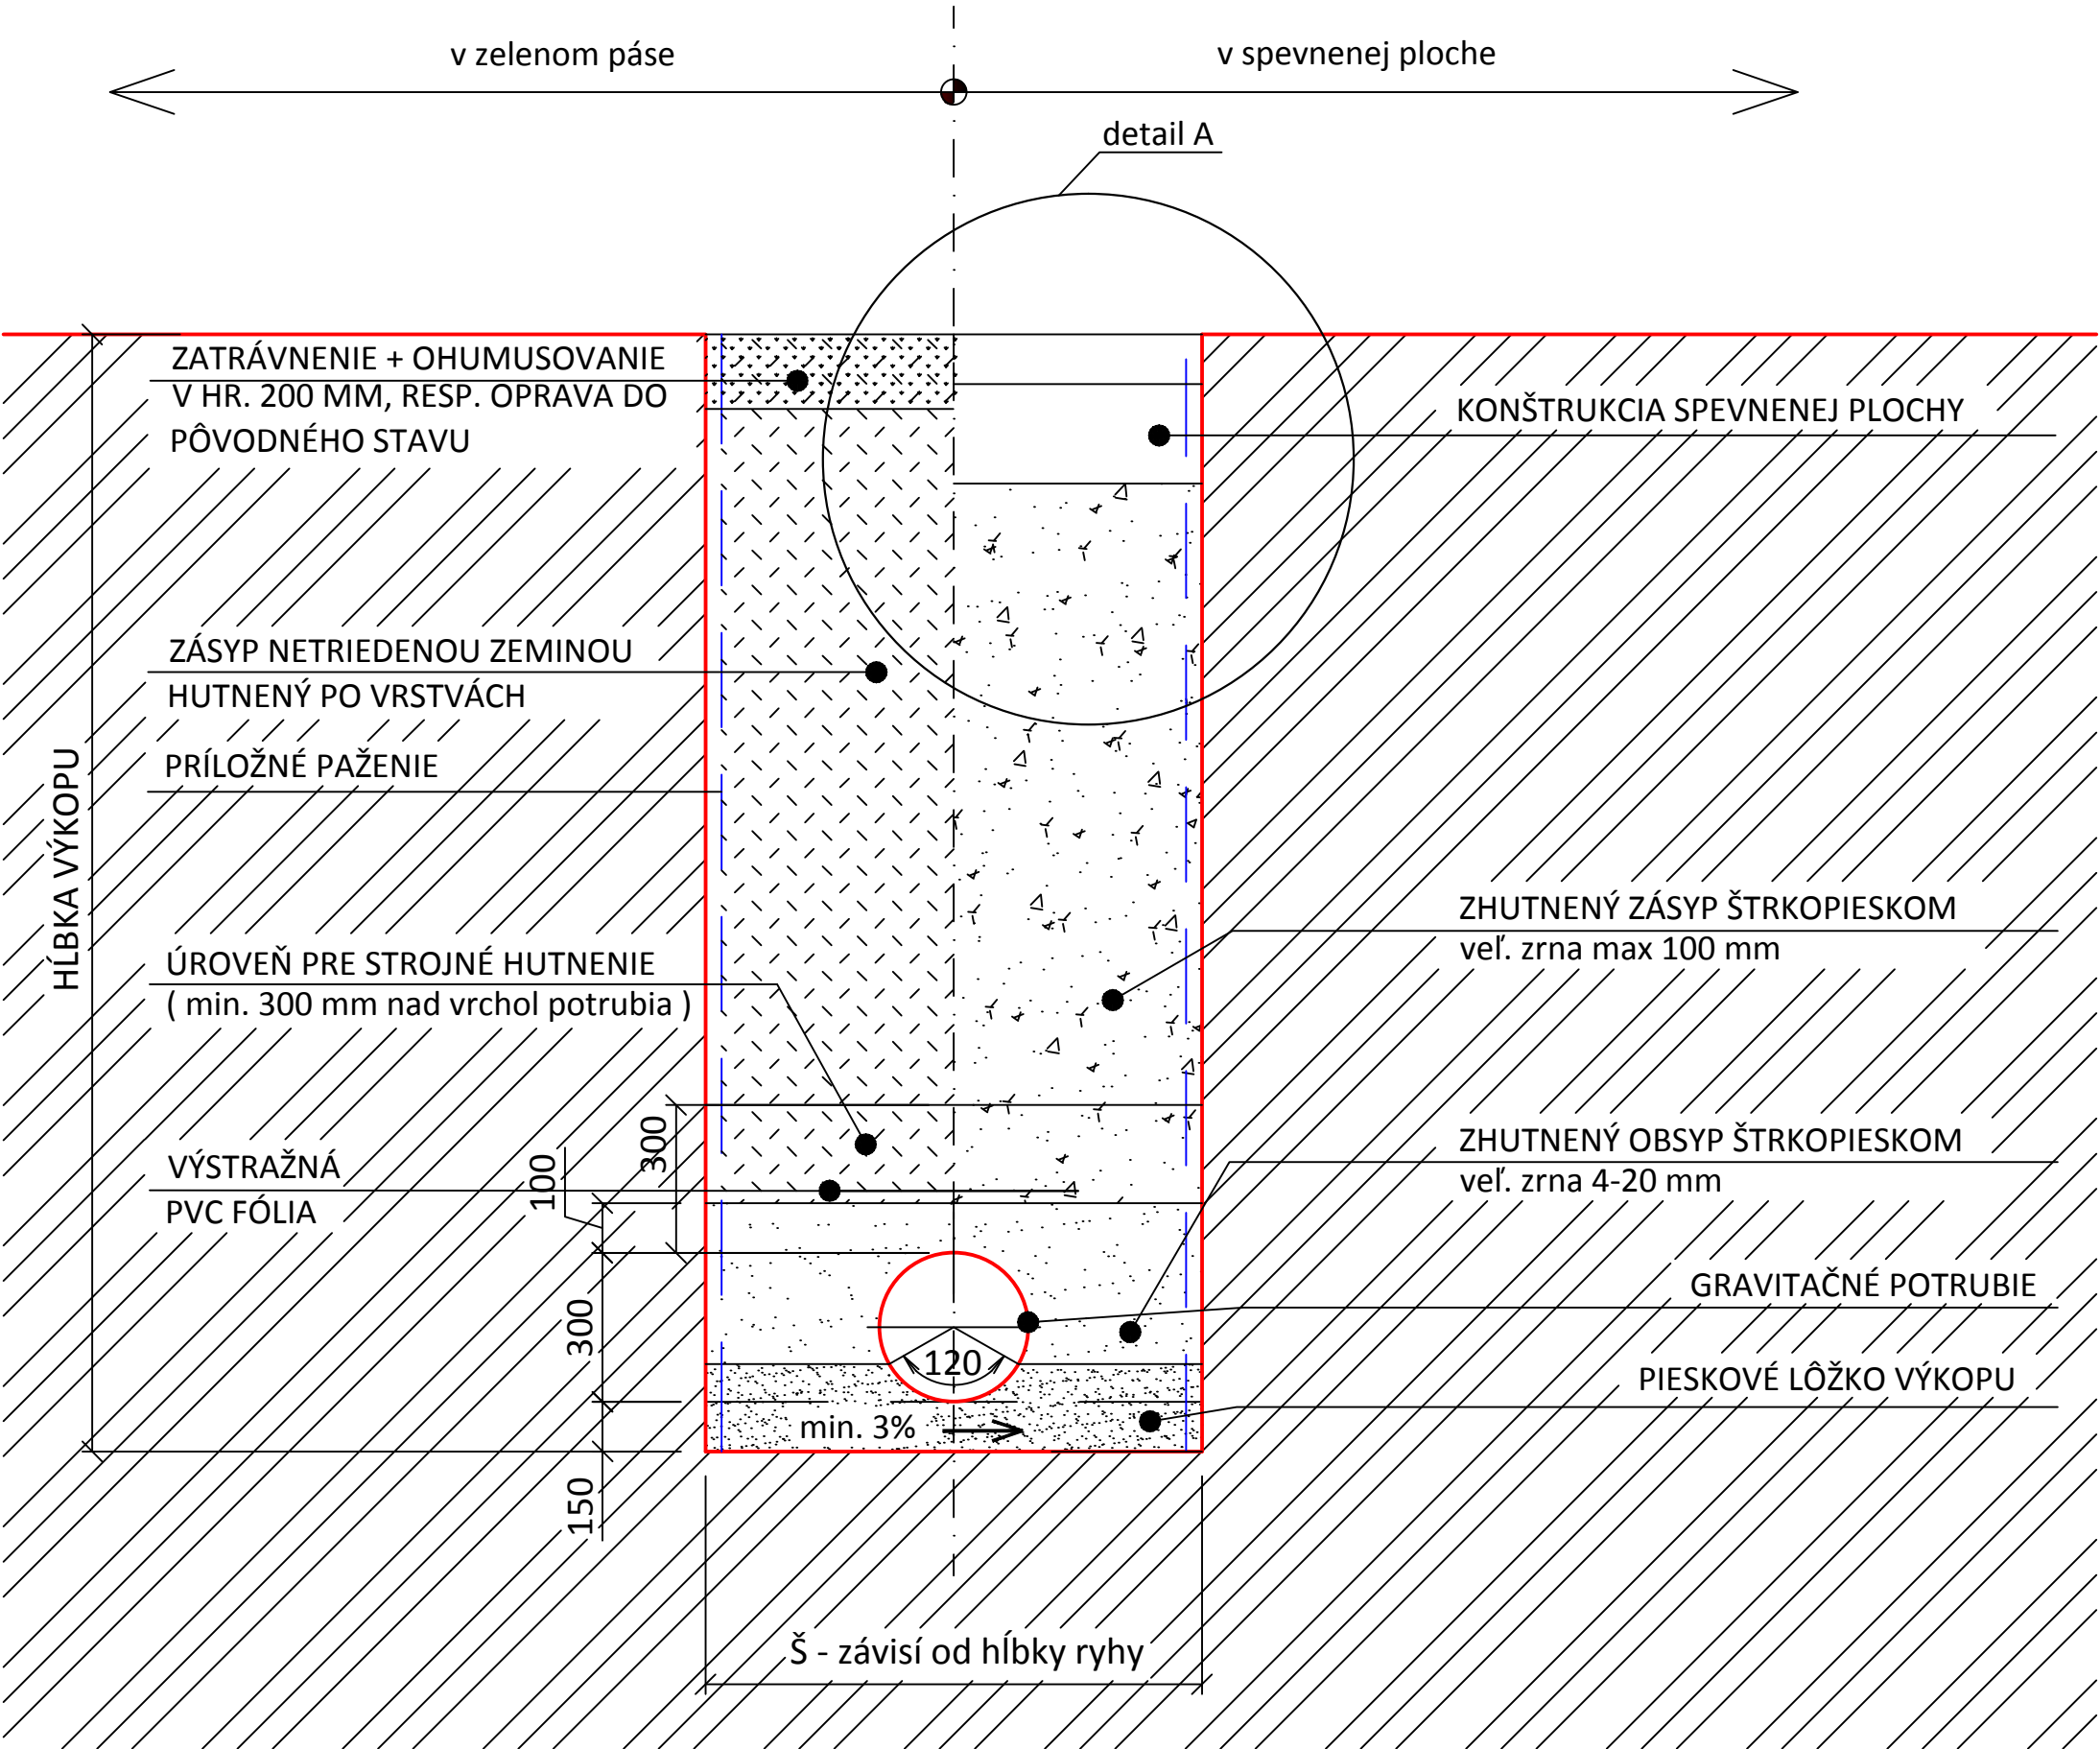 v zelenom páse
v spevnenej ploche
detail A
ZATRÁVNENIE + OHUMUSOVANIE
V HR. 200 MM, RESP. OPRAVA DO
PÔVODNÉHO STAVU
KONŠTRUKCIA SPEVNENEJ PLOCHY
ZÁSYP NETRIEDENOU ZEMINOU
HUTNENÝ PO VRSTVÁCH
PRÍLOŽNÉ PAŽENIE
HĹBKA VÝKOPU
ZHUTNENÝ ZÁSYP ŠTRKOPIESKOM
veľ. zrna max 100 mm
ÚROVEŇ PRE STROJNÉ HUTNENIE
( min. 300 mm nad vrchol potrubia )
300
100
VÝSTRAŽNÁ
PVC FÓLIA
ZHUTNENÝ OBSYP ŠTRKOPIESKOM
veľ. zrna 4-20 mm
GRAVITAČNÉ POTRUBIE
300
120
PIESKOVÉ LÔŽKO VÝKOPU
min. 3%
150
Š - závisí od hĺbky ryhy